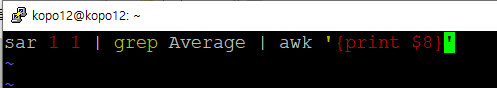 kopo12@kopo12: ~
sar 1 1 | grep Average | awk '{print $8}'
~
~